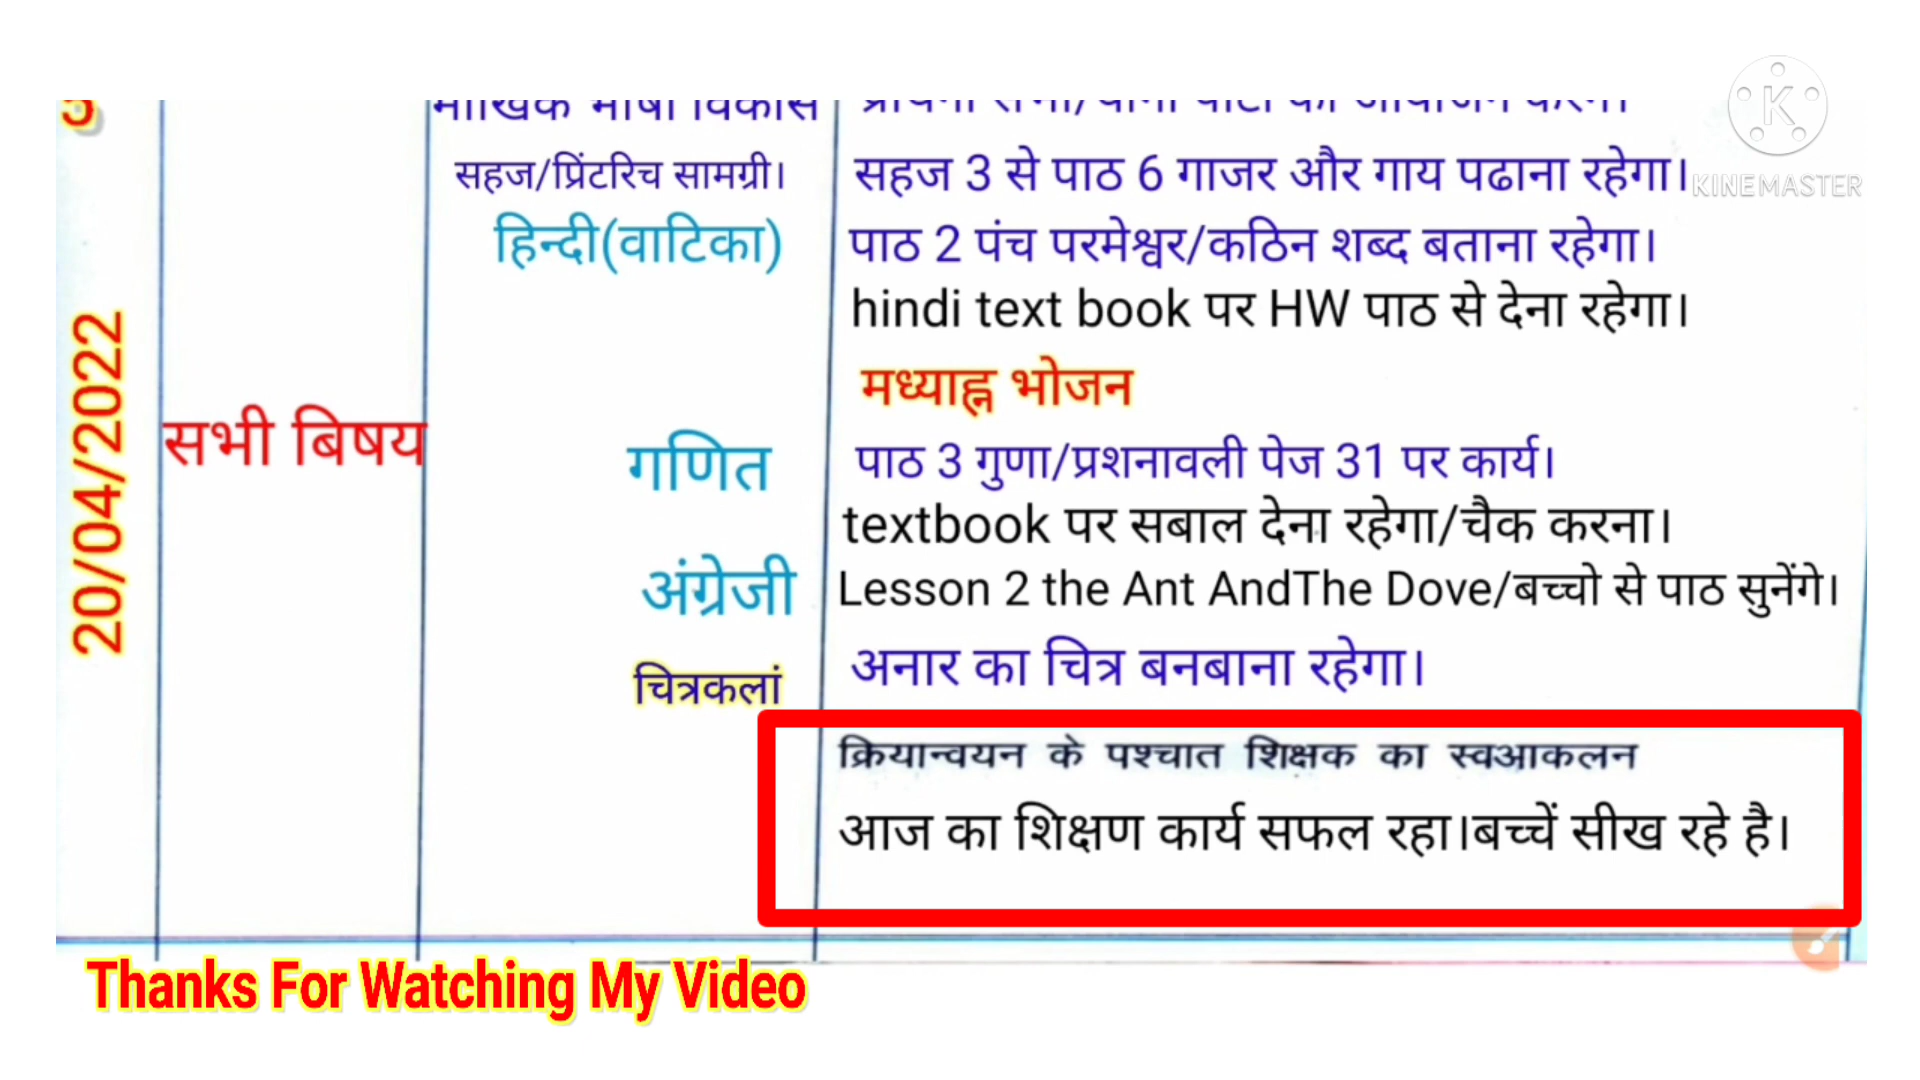 5
मौखिक भाषा विकास
सहज/प्रिंटरिच सामग्री। सहज 3 से पाठ 6 गाजर और गाय पढाना रहेगा।
हिन्दी(वाटिका) पाठ 2 पंच परमेश्वर/कठिन शब्द बताना रहेगा।
hindi text book पर HW पाठ से देना रहेगा।
मध्याह्न भोजन
20/04/2022
सभी बिषय
गणित पाठ 3 गुणा/प्रशनावली पेज 31 पर कार्य।
textbook पर सबाल देना रहेगा/चैक करना।
अंग्रेजी Lesson 2 the Ant AndThe Dove/बच्चो से पाठ सुनेंगे।
चित्रकलां अनार का चित्र बनबाना रहेगा।
क्रियान्वयन के पश्चात शिक्षक का स्वआकलन
आज का शिक्षण कार्य सफल रहा।बच्चें सीख रहे है।
Thanks For Watching My Video
K
KINEMASTER